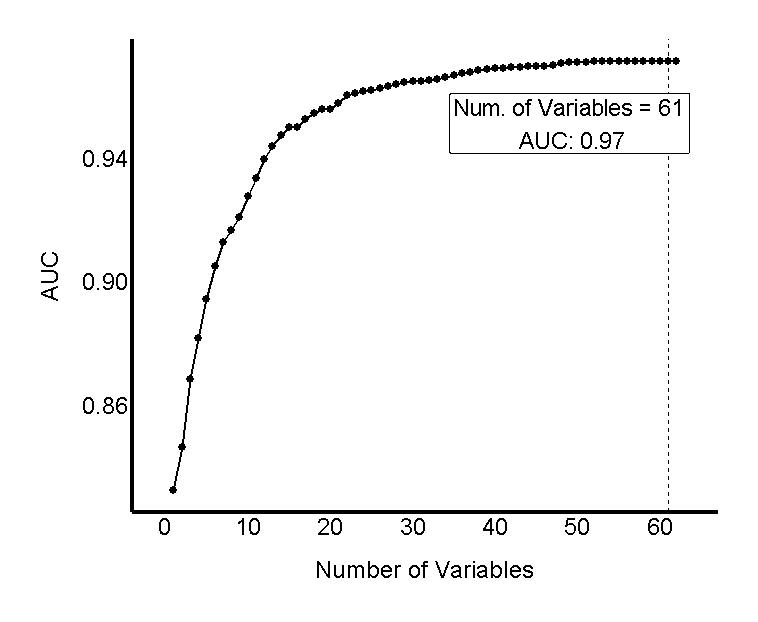 Num. of Variables = 61
AUC: 0.97
0.94
0.90
0.86
AUC
0 10 20 30 40 50 60
Number of Variables